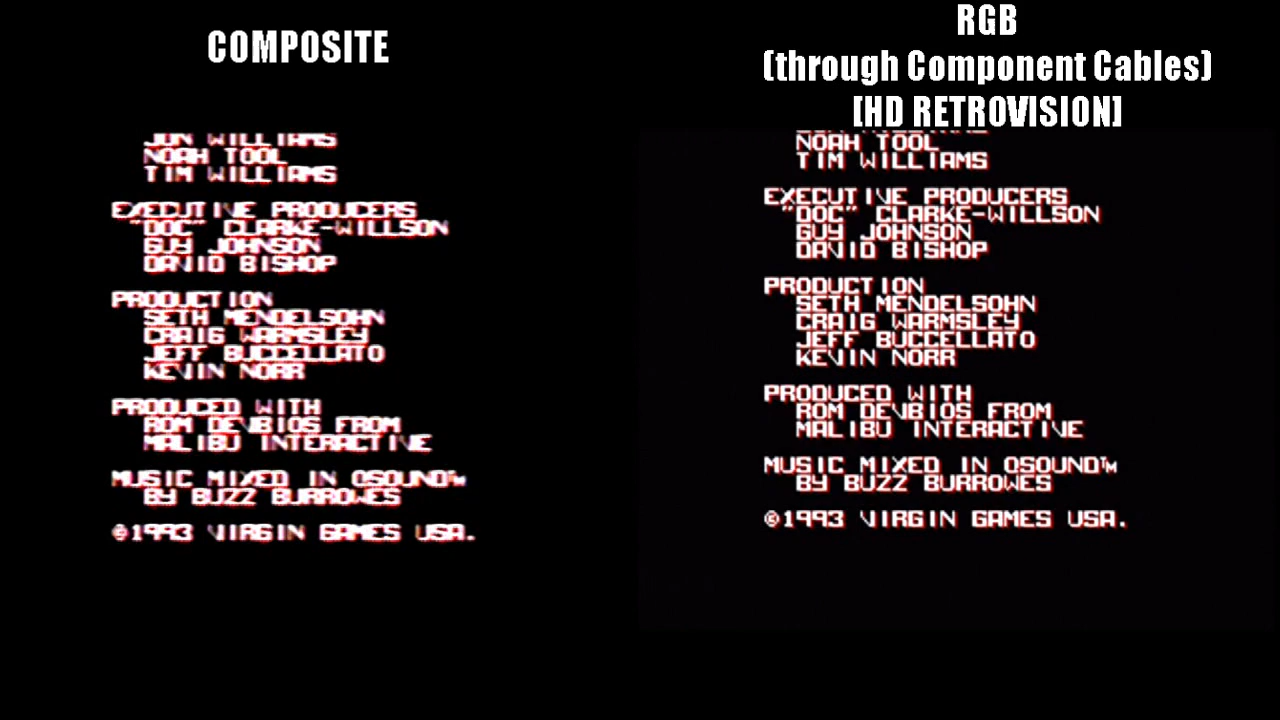 COMPOSITE
JON WILLIAMS
NOAH TOOL
TIM WILLIAMS
EXECUTIVE PRODUCERS
"DOC" CLARKE-WILLSON
GUY JOHNSON
DAVID BISHOP
PRODUCTION
SETH MENDELSOHN
CRAIG WARMSLEY
JEFF BUCCELLATO
KEVIN NORR
PRODUCED WITH
ROM DEVBIOS FROM
MALIBU INTERACTIVE
MUSIC MIXED IN QSOUND™
BY BUZZ BURROWES
©1993 VIRGIN GAMES USA.
RGB
(through Component Cables)
[HD RETROVISION]
NOAH TOOL
TIM WILLIAMS
EXECUTIVE PRODUCERS
"DOC" CLARKE-WILLSON
GUY JOHNSON
DAVID BISHOP
PRODUCTION
SETH MENDELSOHN
CRAIG WARMSLEY
JEFF BUCCELLATO
KEVIN NORR
PRODUCED WITH
ROM DEVBIOS FROM
MALIBU INTERACTIVE
MUSIC MIXED IN QSOUND™
BY BUZZ BURROWES
©1993 VIRGIN GAMES USA.